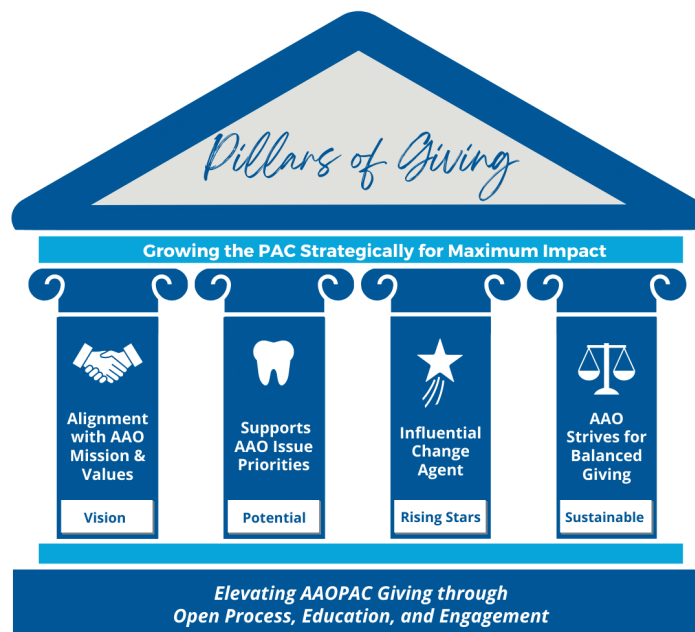 Pillars of Giving
Growing the PAC Strategically for Maximum Impact
Alignment
with AAO
Mission &
Values
Vision
Supports
AAO Issue
Priorities
Potential
Influential
Change
Agent
Rising Stars
AAO
Strives for
Balanced
Giving
Sustainable
Elevating AAOPAC Giving through
Open Process, Education, and Engagement